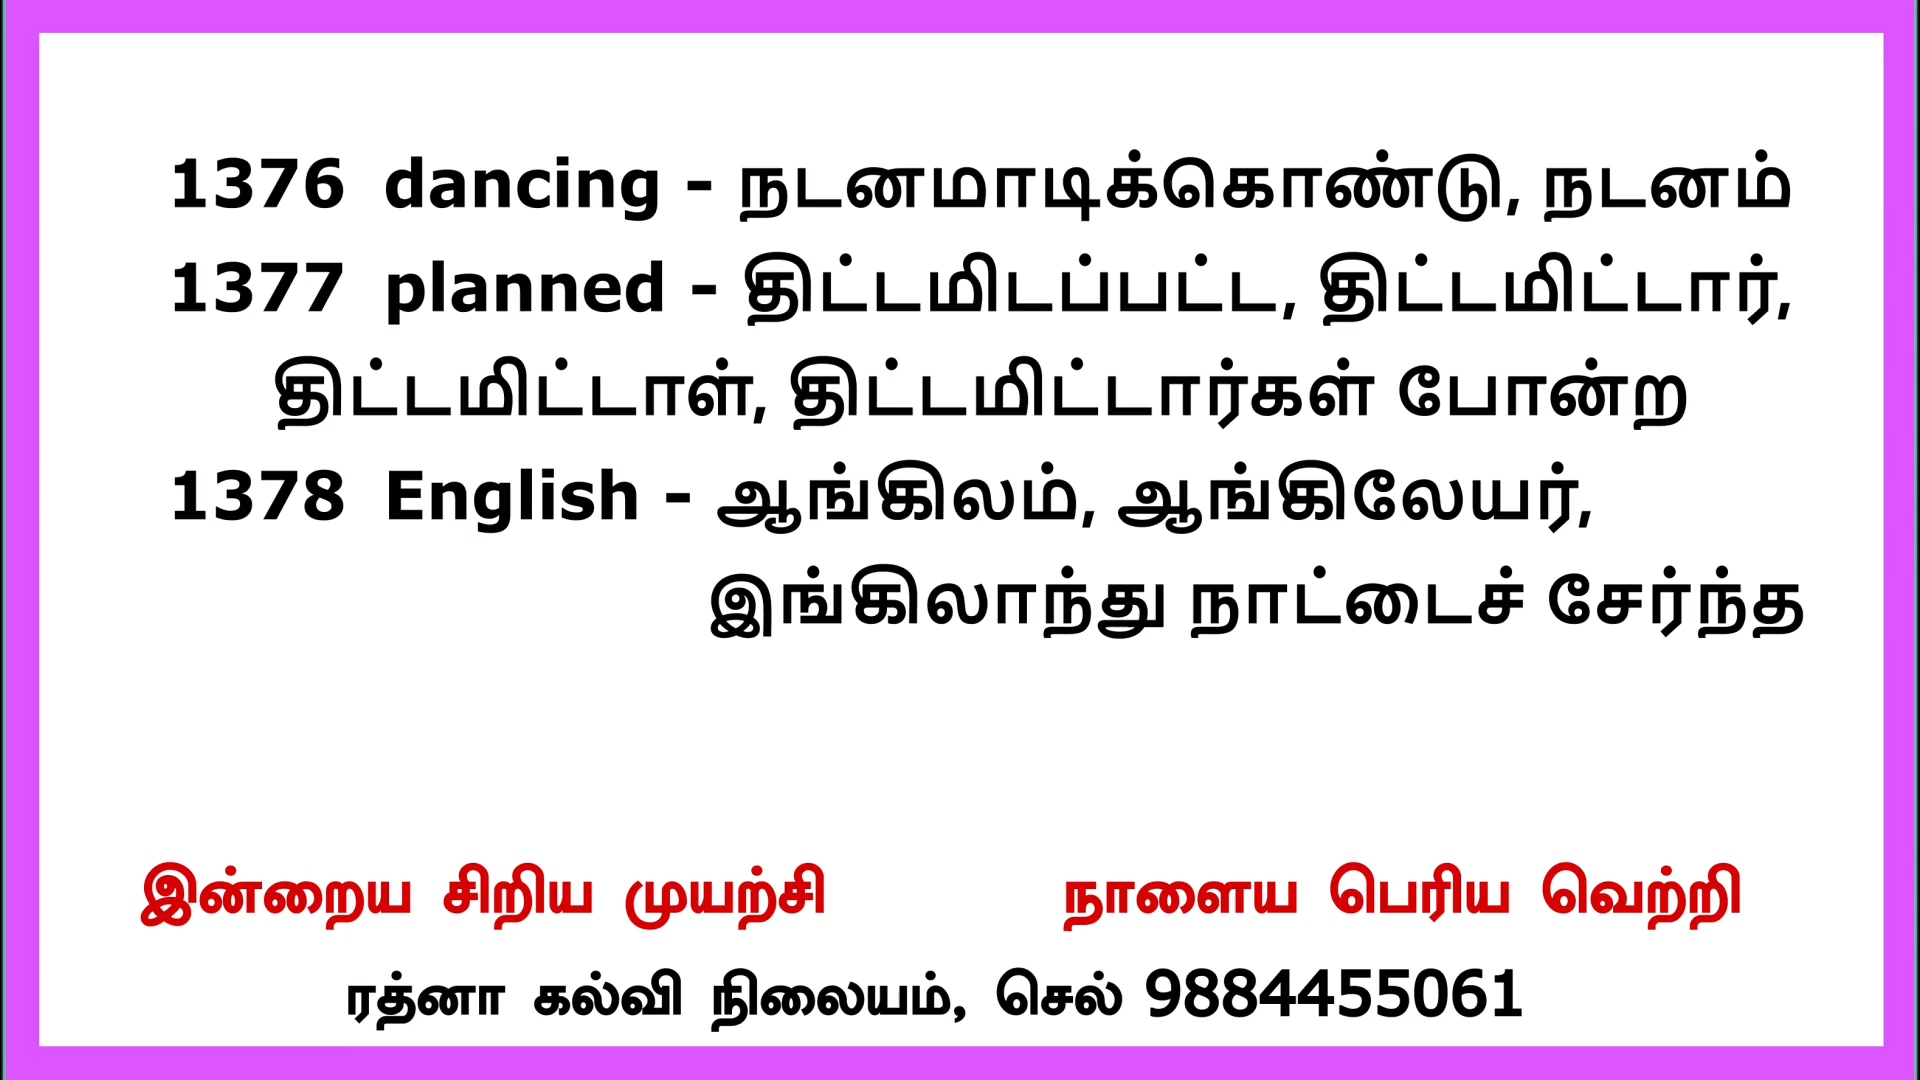 1376 dancing - நடனமாடிக்கொண்டு, நடனம்
1377 planned - திட்டமிடப்பட்ட, திட்டமிட்டார்,
திட்டமிட்டாள், திட்டமிட்டார்கள் போன்ற
1378 English - ஆங்கிலம், ஆங்கிலேயர்,
இங்கிலாந்து நாட்டைச் சேர்ந்த
இன்றைய சிறிய முயற்சி நாளைய பெரிய வெற்றி
ரத்னா கல்வி நிலையம், செல் 9884455061